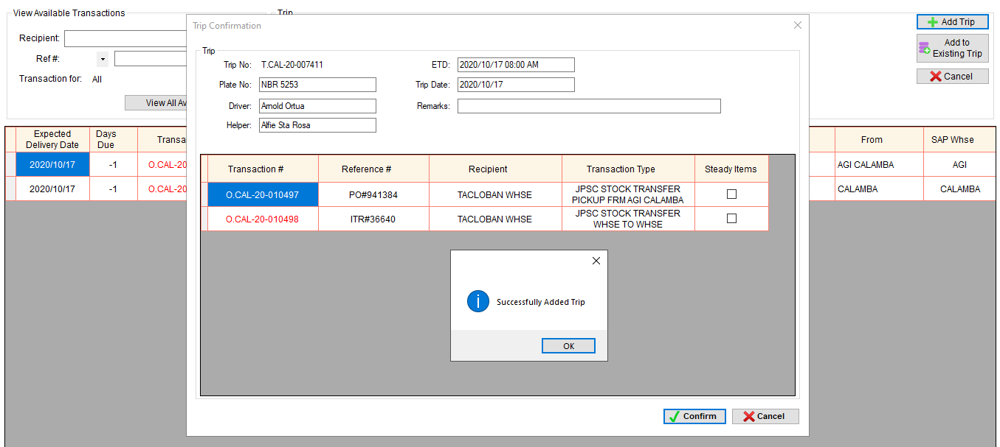 View Available Transactions
Trip
Recipient:
Ref #:
Transaction for: All
View All Av
Add Trip
Add to
Existing Trip
Cancel
Expected
Delivery Date
Days
Due
Transa
From
SAP Whse
2020/10/17 -1 O.CAL-20 AGI CALAMBA AGI
2020/10/17 -1 O.CAL-20 CALAMBA CALAMBA
Trip Confirmation
Trip
Trip No: T.CAL-20-007411
ETD: 2020/10/17 08:00 AM
Plate No: NBR 5253
Trip Date: 2020/10/17
Driver: Arnold Ortua
Remarks:
Helper: Alfie Sta Rosa
Transaction # Reference # Recipient Transaction Type Steady Items
O.CAL-20-010497 PO#941384 TACLOBAN WHSE JPSC STOCK TRANSFER
PICKUP FRM AGI CALAMBA
O.CAL-20-010498 ITR#36640 TACLOBAN WHSE JPSC STOCK TRANSFER
WHSE TO WHSE
Successfully Added Trip
OK
Confirm
Cancel